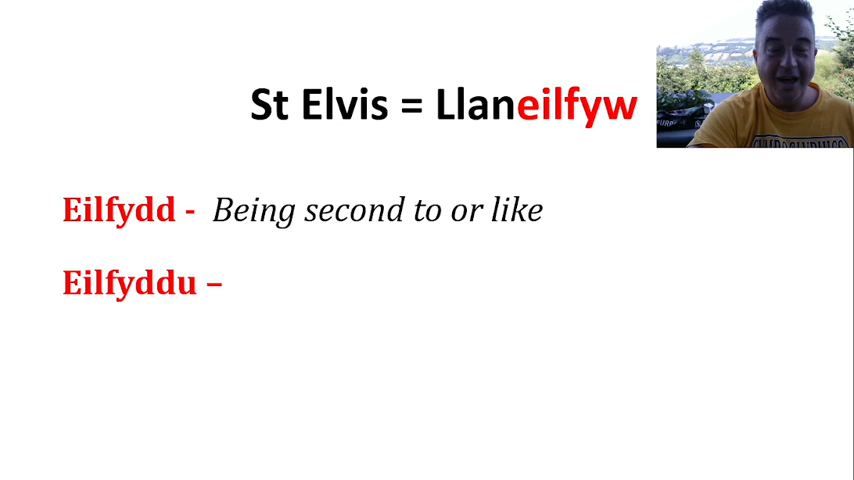 St Elvis = Llaneilfyw
Eilfydd - Being second to or like
Eilfyddu –